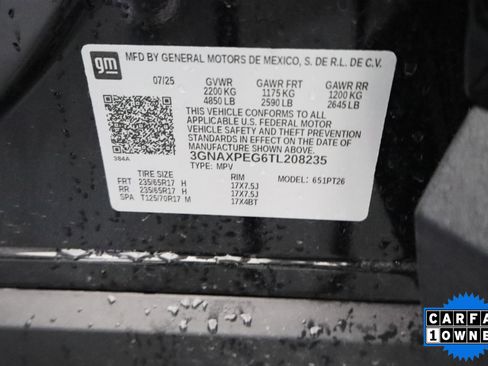 gm
MFD BY GENERAL MOTORS DE MEXICO, S. DE R.L. DE C.V.
07/25 GVWR GAWR FRT GAWR RR
2200 KG 1175 KG 1200 KG
4850 LB 2590 LB 2645 LB
THIS VEHICLE CONFORMS TO ALL
APPLICABLE U.S. FEDERAL MOTOR
VEHICLE SAFETY AND THEFT PREVENTION
STANDARDS IN EFFECT ON THE DATE OF
MANUFACTURE SHOWN ABOVE.
3GNAXPEG6TL208235
384A TYPE: MPV
TIRE SIZE RIM MODEL: 651PT26
FRT 235/65R17 H 17X7.5J
RR 235/65R17 H 17X7.5J
SPA T125/70R17 M 17X4BT
CARFA
1 OWNE